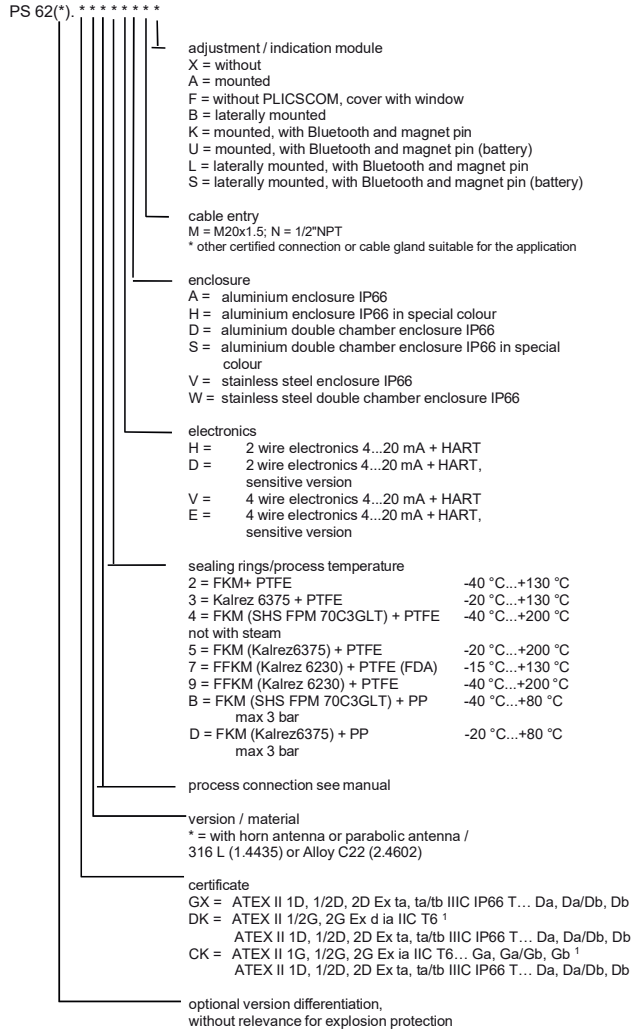 PS 62(*). * * * * * * * *
adjustment / indication module
X = without
A = mounted
F = without PLICSCOM, cover with window
B = laterally mounted
K = mounted, with Bluetooth and magnet pin
U = mounted, with Bluetooth and magnet pin (battery)
L = laterally mounted, with Bluetooth and magnet pin
S = laterally mounted, with Bluetooth and magnet pin (battery)
cable entry
M = M20x1.5; N = 1/2"NPT
* other certified connection or cable gland suitable for the application
enclosure
A = aluminium enclosure IP66
H = aluminium enclosure IP66 in special colour
D = aluminium double chamber enclosure IP66
S = aluminium double chamber enclosure IP66 in special
colour
V = stainless steel enclosure IP66
W = stainless steel double chamber enclosure IP66
electronics
H = 2 wire electronics 4...20 mA + HART
D = 2 wire electronics 4...20 mA + HART,
sensitive version
V = 4 wire electronics 4...20 mA + HART
E = 4 wire electronics 4...20 mA + HART,
sensitive version
sealing rings/process temperature
2 = FKM+ PTFE -40 °C...+130 °C
3 = Kalrez 6375 + PTFE -20 °C...+130 °C
4 = FKM (SHS FPM 70C3GLT) + PTFE -40 °C...+200 °C
not with steam
5 = FKM (Kalrez6375) + PTFE -20 °C...+200 °C
7 = FFKM (Kalrez 6230) + PTFE (FDA) -15 °C...+130 °C
9 = FFKM (Kalrez 6230) + PTFE -40 °C...+200 °C
B = FKM (SHS FPM 70C3GLT) + PP -40 °C...+80 °C
max 3 bar
D = FKM (Kalrez6375) + PP -20 °C...+80 °C
max 3 bar
process connection see manual
version / material
* = with horn antenna or parabolic antenna /
316 L (1.4435) or Alloy C22 (2.4602)
certificate
GX = ATEX II 1D, 1/2D, 2D Ex ta, ta/tb IIIC IP66 T… Da, Da/Db, Db
DK = ATEX II 1/2G, 2G Ex d ia IIC T6 ¹
ATEX II 1D, 1/2D, 2D Ex ta, ta/tb IIIC IP66 T… Da, Da/Db, Db
CK = ATEX II 1G, 1/2G, 2G Ex ia IIC T6… Ga, Ga/Gb, Gb ¹
ATEX II 1D, 1/2D, 2D Ex ta, ta/tb IIIC IP66 T… Da, Da/Db, Db
optional version differentiation,
without relevance for explosion protection